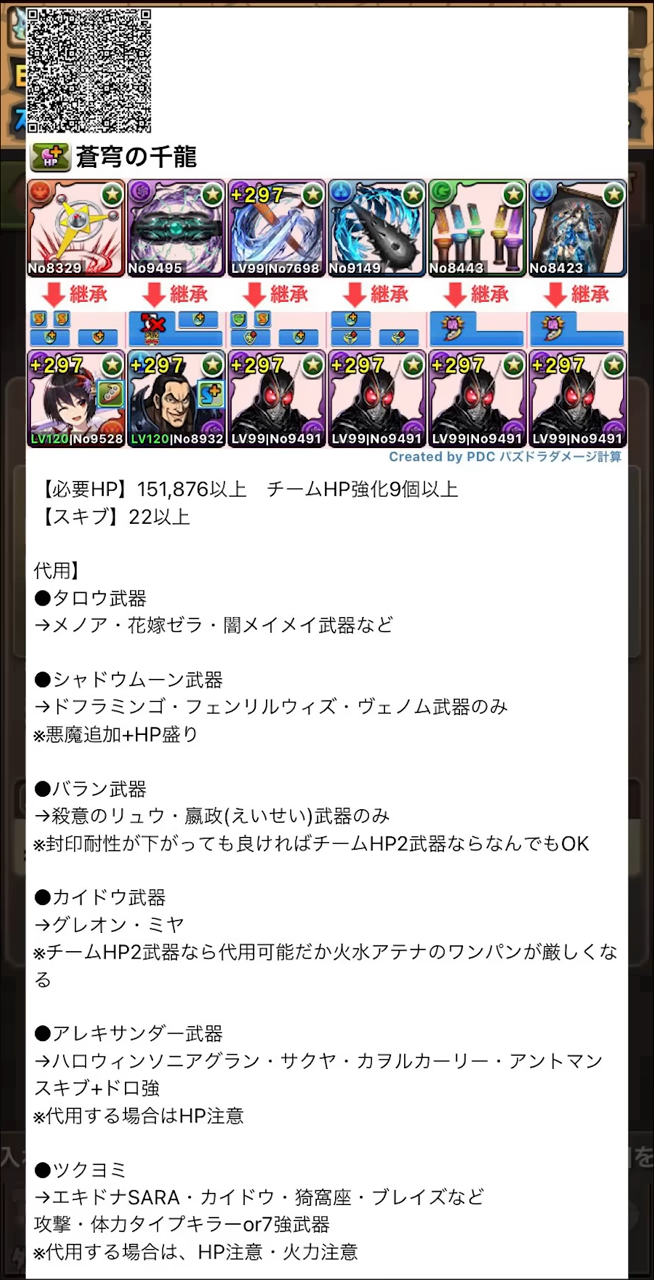 HP
蒼穹の千龍
+297
No8329 No9495 LV99|No7698 No9149 No8443 No8423
継承 継承 継承 継承 継承 継承
+297 +297 +297 +297 +297 +297
LV120|No9528 LV120|No8932 LV99|No9491 LV99|No9491 LV99|No9491 LV99|No9491
Created by PDC パズドラダメージ計算
【必要HP】151,876以上 チームHP強化9個以上
【スキブ】22以上
代用】
●タロウ武器
→メノア・花嫁ゼラ・闇メイメイ武器など
●シャドウムーン武器
→ドフラミンゴ・フェンリルウィズ・ヴェノム武器のみ
※悪魔追加+HP盛り
●バラン武器
→殺意のリュウ・嬴政(えいせい)武器のみ
※封印耐性が下がっても良ければチームHP2武器ならなんでもOK
●カイドウ武器
→グレオン・ミヤ
※チームHP2武器なら代用可能だか火水アテナのワンパンが厳しくな
る
●アレキサンダー武器
→ハロウィンソニアグラン・サクヤ・カヲルカーリー・アントマン
スキブ+ドロ強
※代用する場合はHP注意
●ツクヨミ
→エキドナSARA・カイドウ・猗窩座・ブレイズなど
攻撃・体力タイプキラーor7強武器
※代用する場合は、HP注意・火力注意